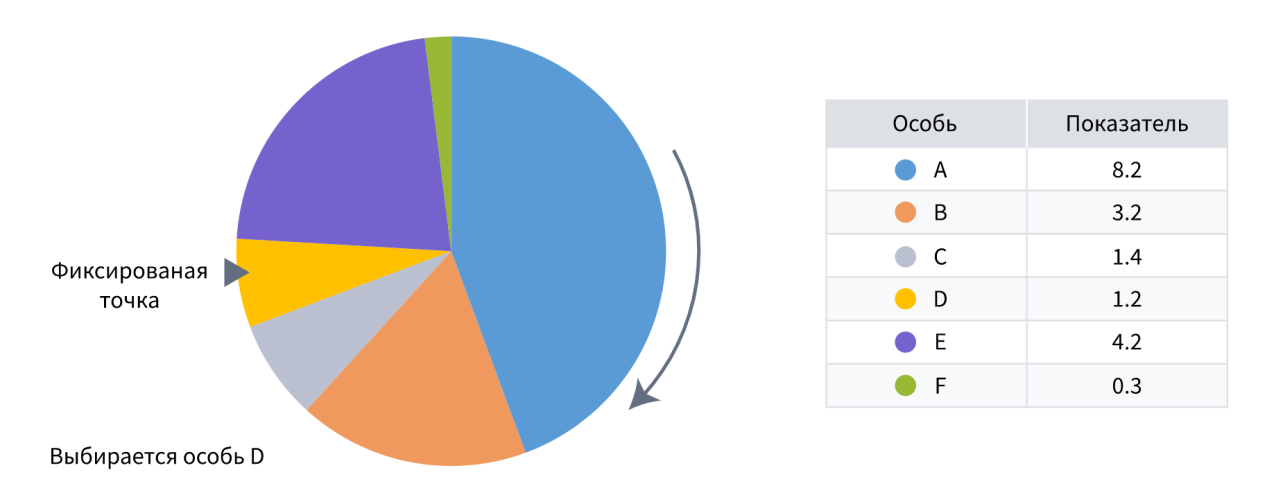 Фиксированая
точка
Выбирается особь D
Особь Показатель
A 8.2
B 3.2
C 1.4
D 1.2
E 4.2
F 0.3